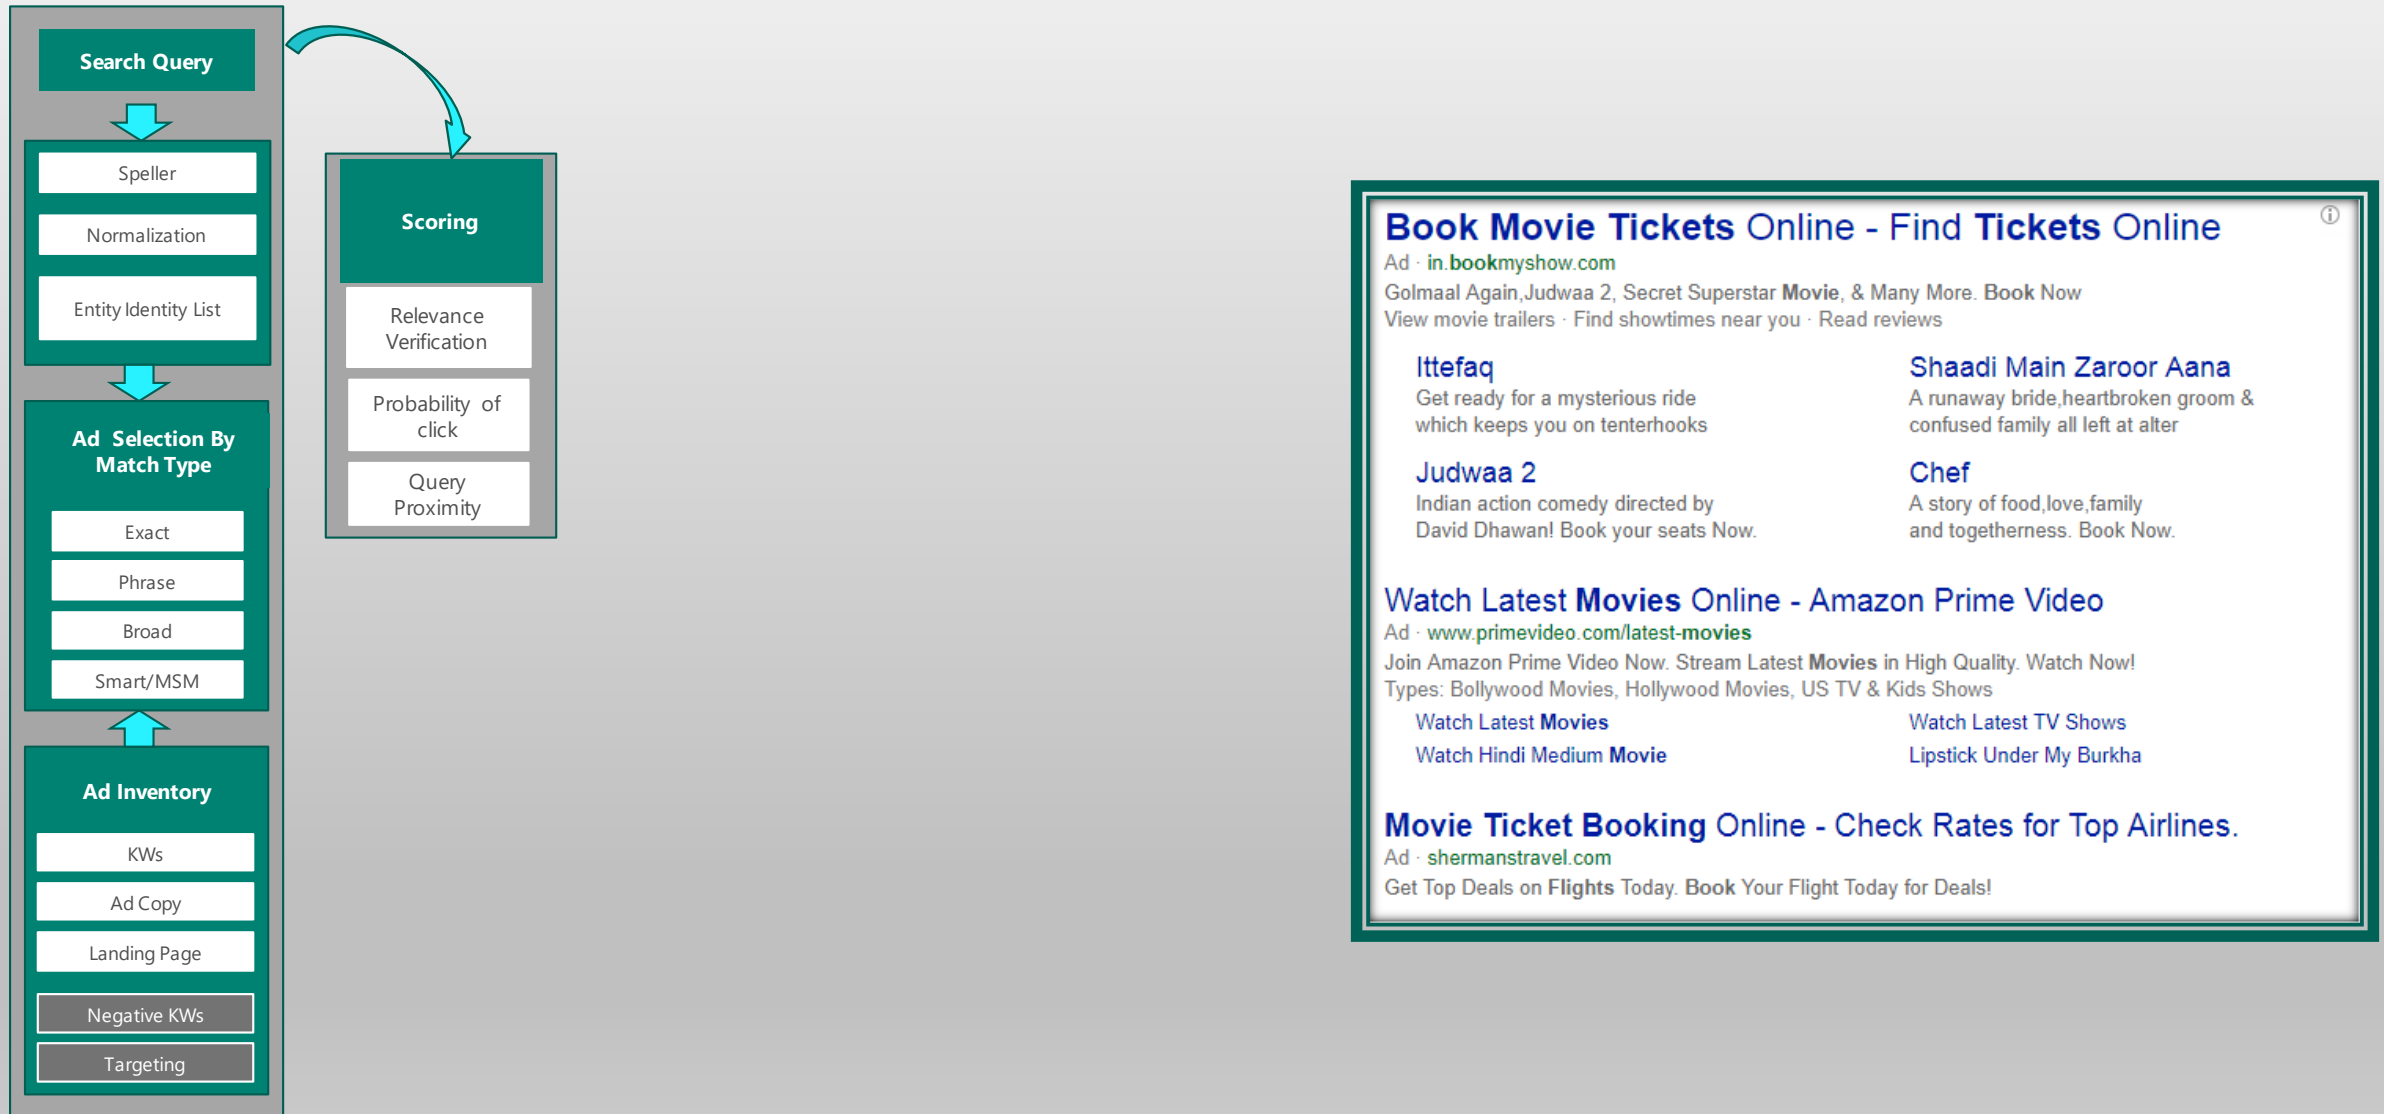 Search Query
Speller
Normalization
Entity Identity List
Ad Selection By
Match Type
Exact
Phrase
Broad
Smart/MSM
Ad Inventory
KWs
Ad Copy
Landing Page
Negative KWs
Targeting
Scoring
Relevance
Verification
Probability of
click
Query
Proximity
Book Movie Tickets Online - Find Tickets Online
Ad · in.bookmyshow.com
Golmaal Again,Judwaa 2, Secret Superstar Movie, & Many More. Book Now
View movie trailers · Find showtimes near you · Read reviews
Ittefaq
Get ready for a mysterious ride
which keeps you on tenterhooks
Shaadi Main Zaroor Aana
A runaway bride,heartbroken groom &
confused family all left at alter
Judwaa 2
Indian action comedy directed by
David Dhawan! Book your seats Now.
Chef
A story of food,love,family
and togetherness. Book Now.
Watch Latest Movies Online - Amazon Prime Video
Ad · www.primevideo.com/latest-movies
Join Amazon Prime Video Now. Stream Latest Movies in High Quality. Watch Now!
Types: Bollywood Movies, Hollywood Movies, US TV & Kids Shows
Watch Latest Movies
Watch Latest TV Shows
Watch Hindi Medium Movie
Lipstick Under My Burkha
Movie Ticket Booking Online - Check Rates for Top Airlines.
Ad · shermanstravel.com
Get Top Deals on Flights Today. Book Your Flight Today for Deals!